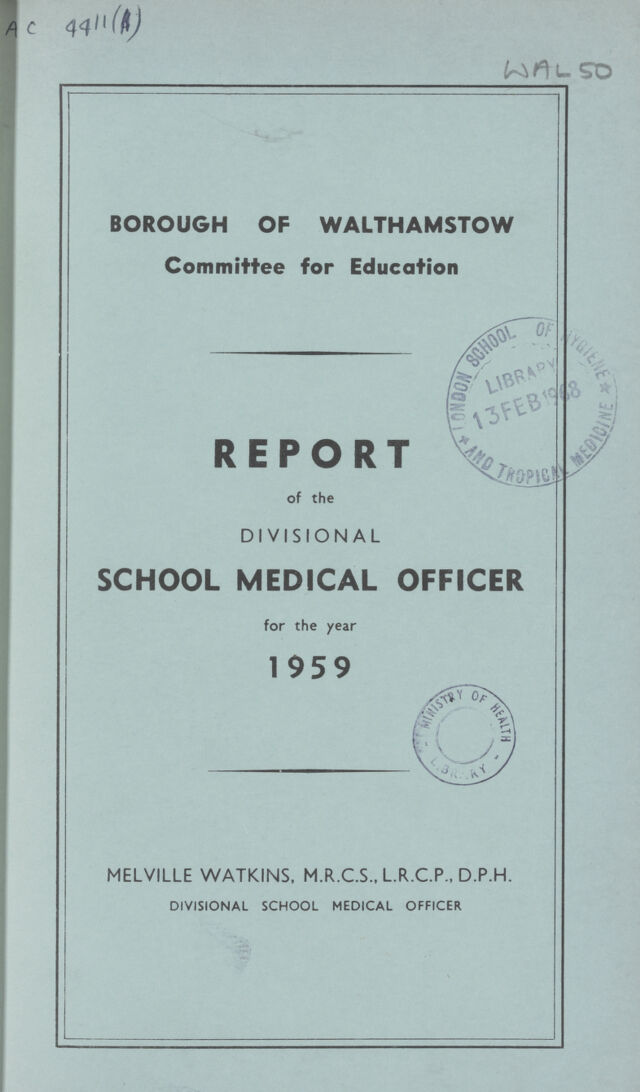 AC 4411(A)
WAL 50
BOROUGH OF WALTHAMSTOW
Committee for Education
LONDON SCHOOL OF HYGIENE
AND TROPICAL MEDICINE
LIBRARY
13 FEB 1968
REPORT
of the
DIVISIONAL
SCHOOL MEDICAL OFFICER
for the year
1959
MINISTRY OF HEALTH
LIBRARY
MELVILLE WATKINS, M.R.C.S., L.R.C.P., D.P.H.
DIVISIONAL SCHOOL MEDICAL OFFICER